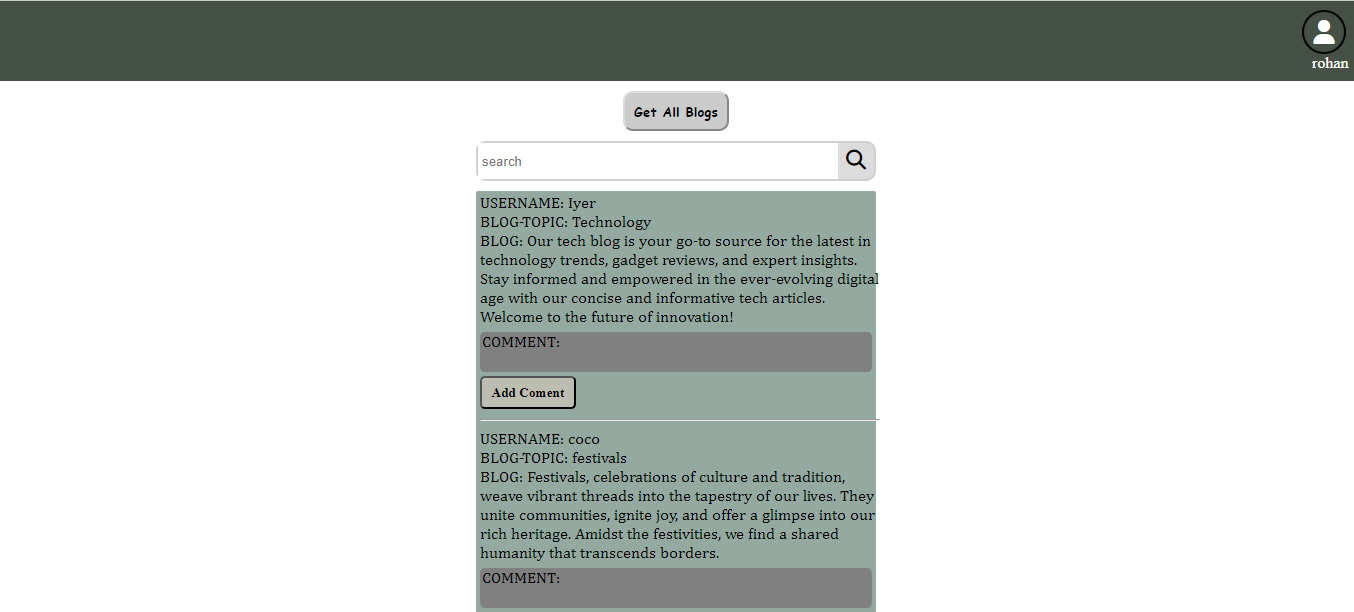 rohan
Get All Blogs
search
USERNAME: Iyer
BLOG-TOPIC: Technology
BLOG: Our tech blog is your go-to source for the latest in
technology trends, gadget reviews, and expert insights.
Stay informed and empowered in the ever-evolving digital
age with our concise and informative tech articles.
Welcome to the future of innovation!
COMMENT:
Add Coment
USERNAME: coco
BLOG-TOPIC: festivals
BLOG: Festivals, celebrations of culture and tradition,
weave vibrant threads into the tapestry of our lives. They
unite communities, ignite joy, and offer a glimpse into our
rich heritage. Amidst the festivities, we find a shared
humanity that transcends borders.
COMMENT: